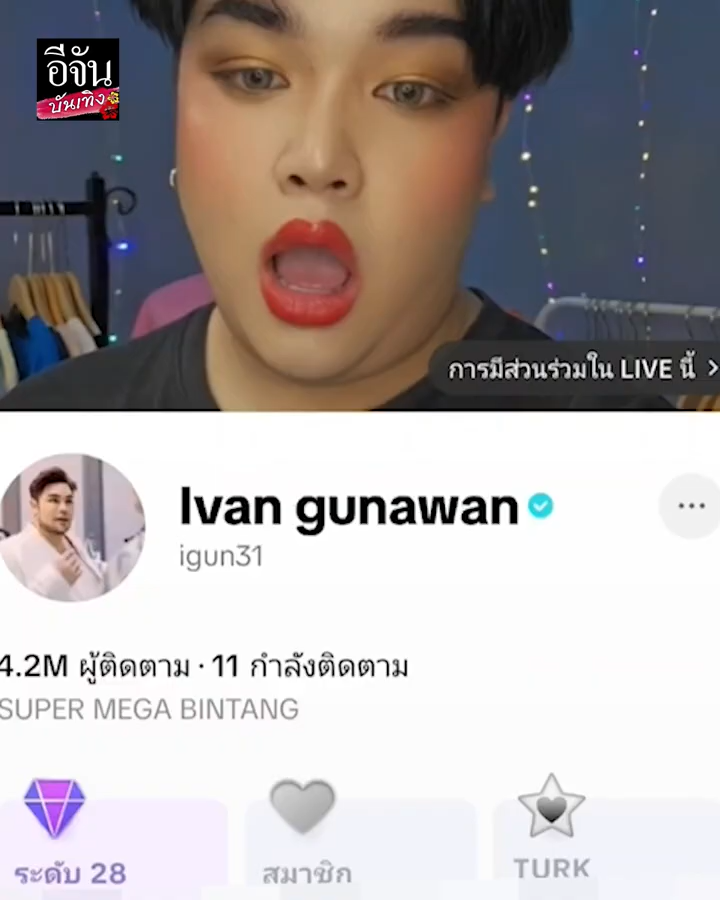 อีจัน
บันเทิง
การมีส่วนร่วมใน LIVE นี้ >
Ivan gunawan
igun31
4.2M ผู้ติดตาม · 11 กำลังติดตาม
SUPER MEGA BINTANG
ระดับ 28
สมาชิก
TURK